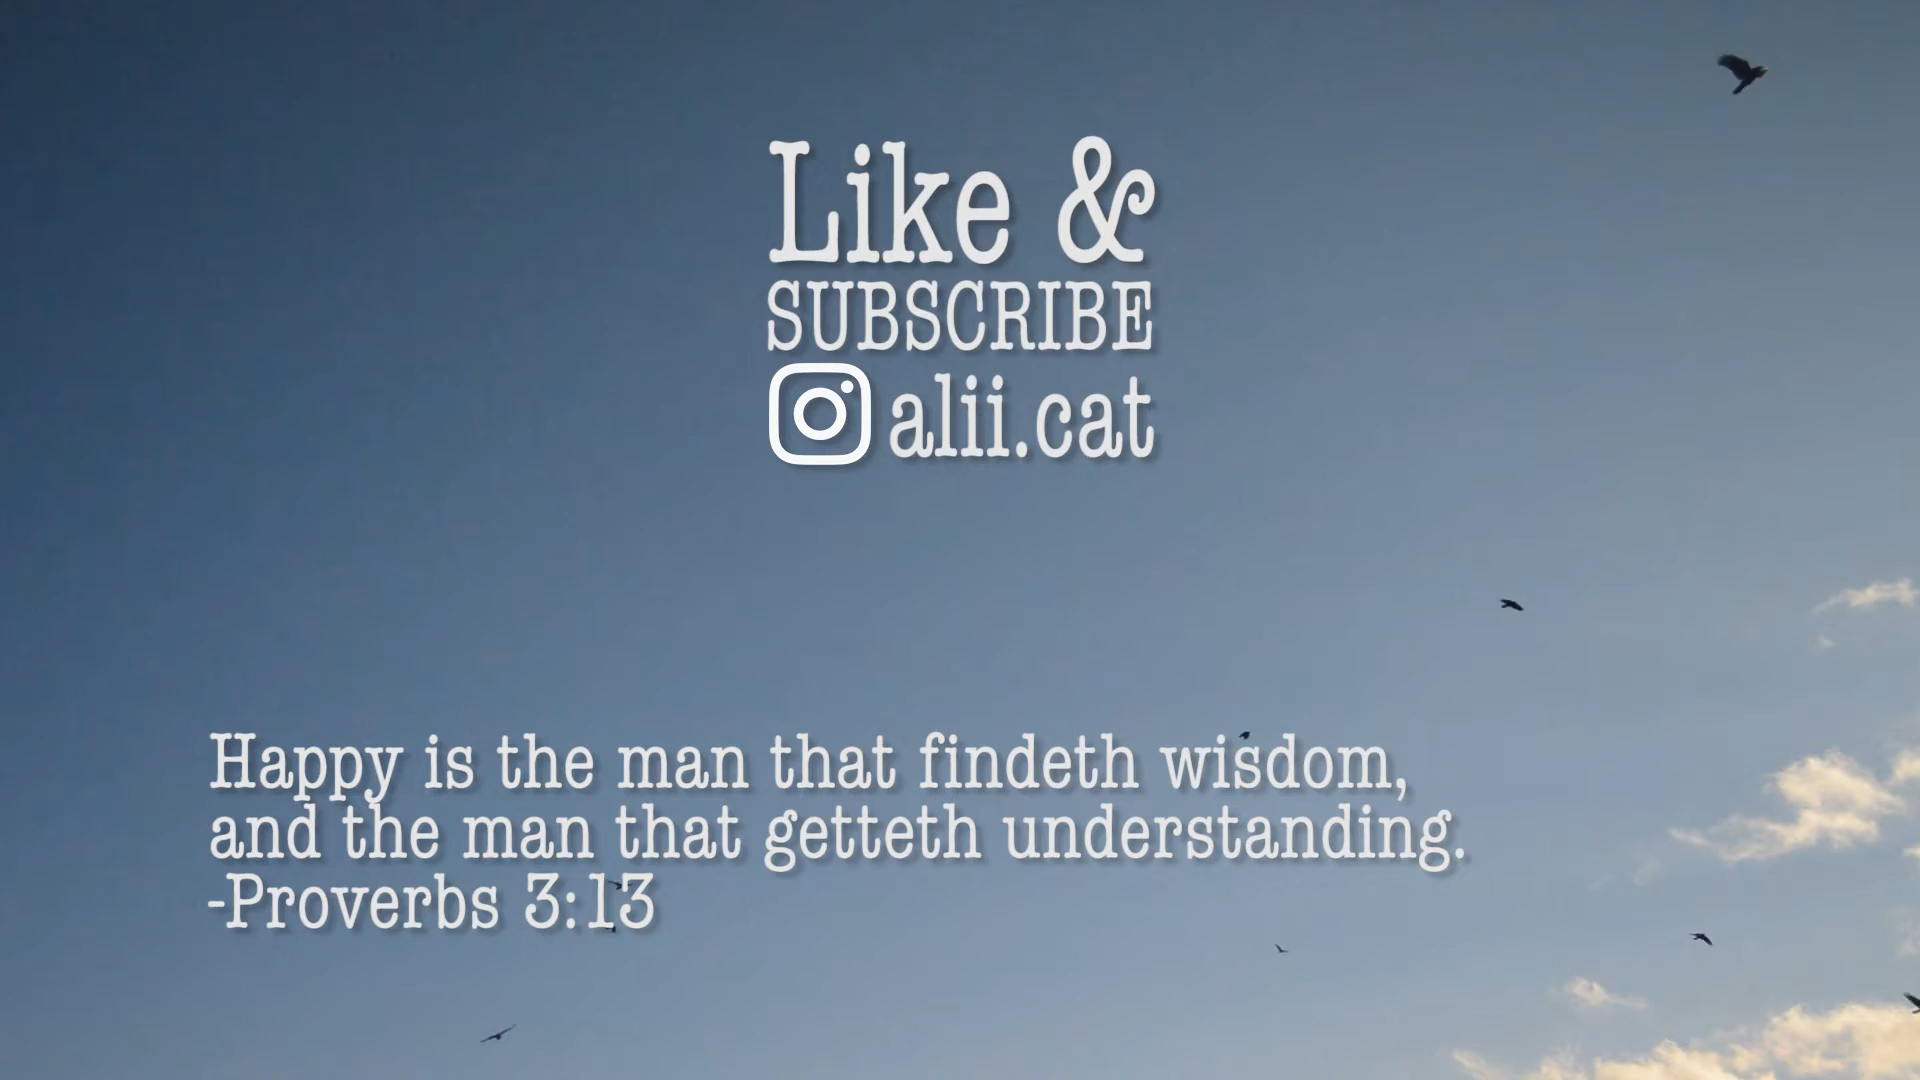 Like &
SUBSCRIBE
alii.cat
Happy is the man that findeth wisdom,
and the man that getteth understanding.
-Proverbs 3:13